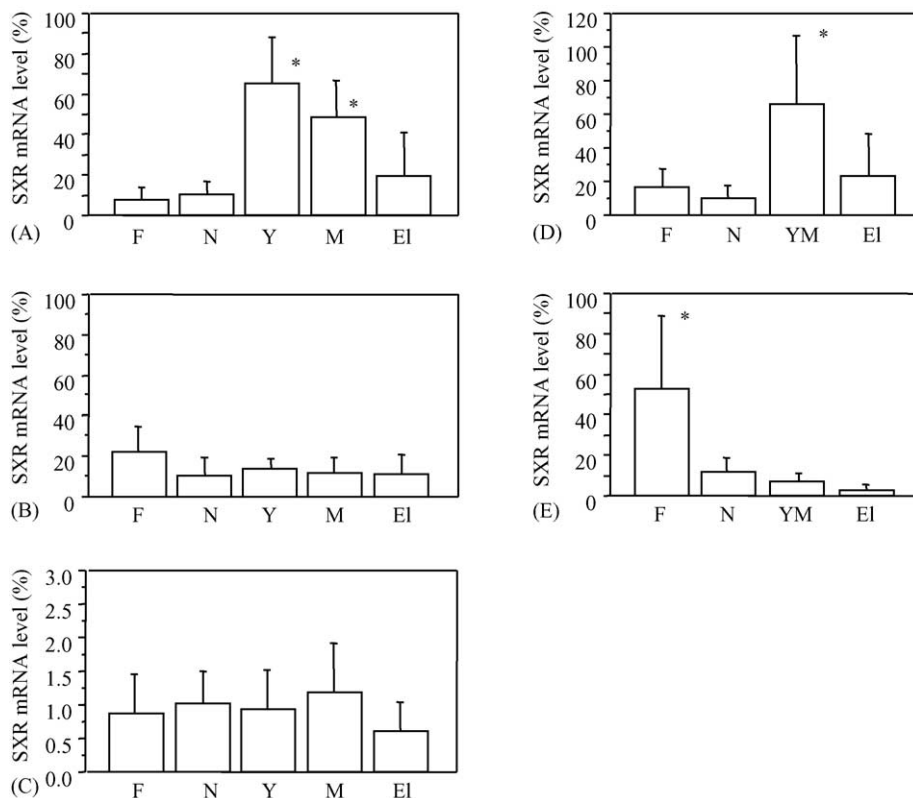 SXR mRNA level (%)
100
80
60
40
20
0
*
*
(A)
F N Y M El
SXR mRNA level (%)
120
100
80
60
40
20
0
*
(D)
F N YM El
SXR mRNA level (%)
100
80
60
40
20
0
(B)
F N Y M El
SXR mRNA level (%)
100
80
60
40
20
0
*
(E)
F N YM El
SXR mRNA level (%)
3.0
2.5
2.0
1.5
1.0
0.5
0.0
(C)
F N Y M El